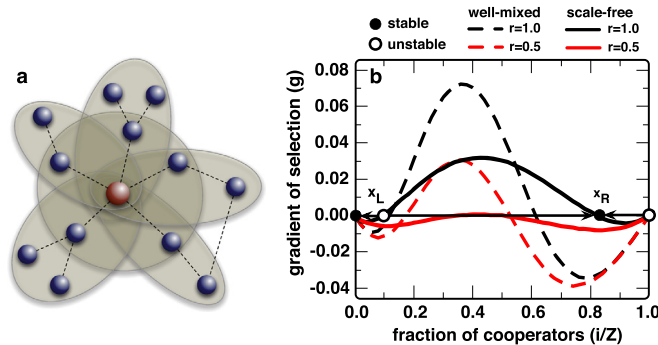 a
stable
unstable
well-mixed
r=1.0
r=0.5
scale-free
r=1.0
r=0.5
b
0.08
0.06
0.04
0.02
0.00
-0.02
-0.04
gradient of selection (g)
xL
xR
0.0 0.2 0.4 0.6 0.8 1.0
fraction of cooperators (i/Z)